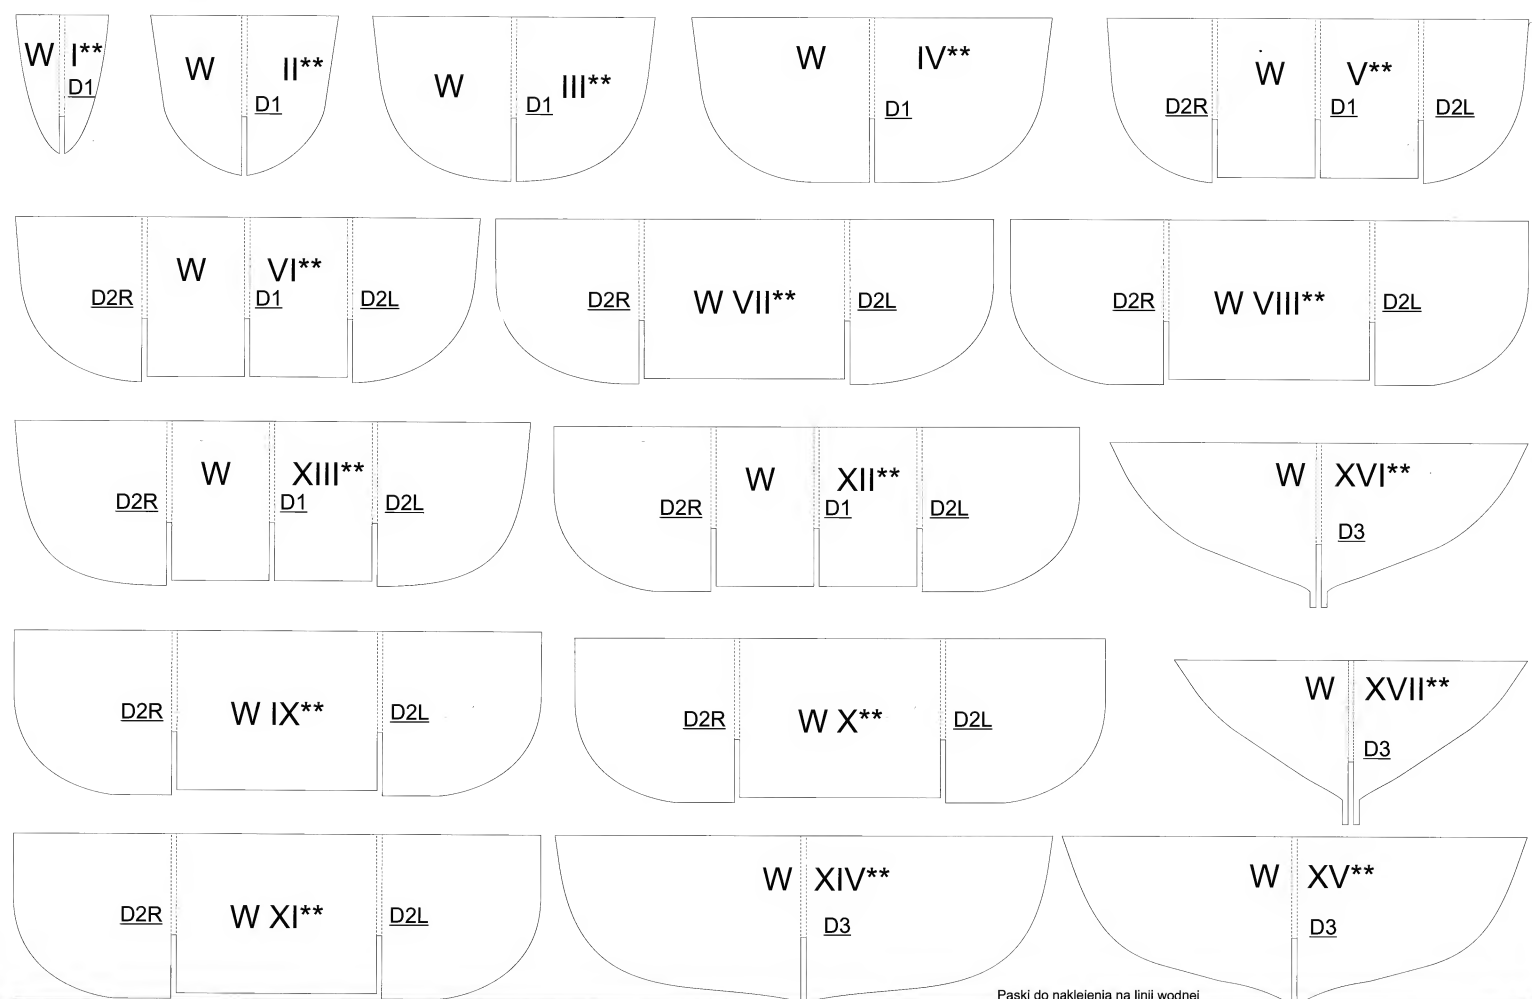 W I**
D1
W II**
D1
W III**
D1
W IV**
D1
W V**
D2R D1 D2L
W VI**
D2R D1 D2L
W VII**
D2R D2L
W VIII**
D2R D2L
W XIII**
D2R D1 D2L
W XII**
D2R D1 D2L
W XVI**
D3
W IX**
D2R D2L
W X**
D2R D2L
W XVII**
D3
W XI**
D2R D2L
W XIV**
D3
W XV**
D3
Paski do naklejenia na linii wodnej